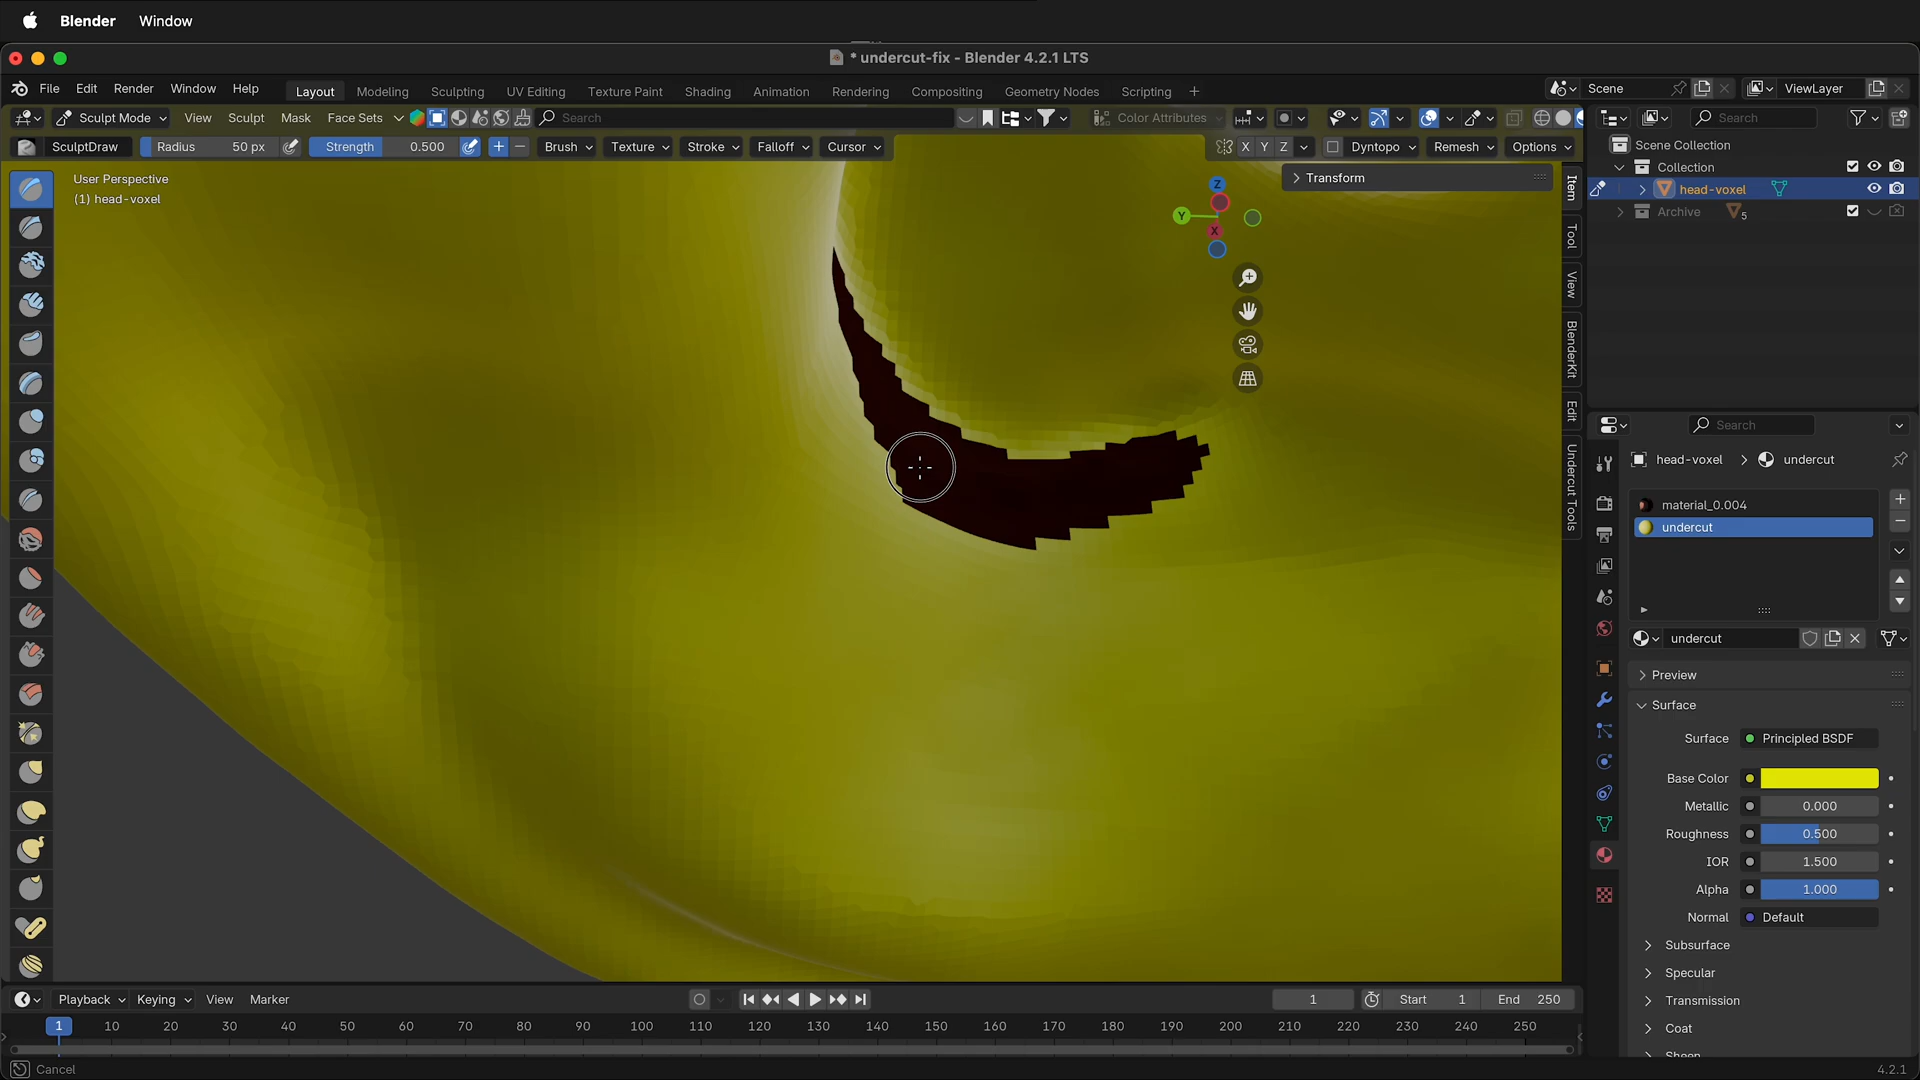 Blender Window
* undercut-fix - Blender 4.2.1 LTS
File Edit Render Window Help Layout Modeling Sculpting UV Editing Texture Paint Shading Animation Rendering Compositing Geometry Nodes Scripting + Scene ViewLayer
Sculpt Mode View Sculpt Mask Face Sets Search Color Attributes Search
SculptDraw Radius 50 px Strength 0.500 Brush Texture Stroke Falloff Cursor X Y Z Dyntopo Remesh Options
Scene Collection
Collection
head-voxel
Archive 5
User Perspective
(1) head-voxel
Transform
Z
Y
X
Item
Tool
View
BlenderKit
Edit
Undercut Tools
Search
head-voxel > undercut
material_0.004
undercut
undercut
Preview
Surface
Surface Principled BSDF
Base Color
Metallic 0.000
Roughness 0.500
IOR 1.500
Alpha 1.000
Normal Default
Subsurface
Specular
Transmission
Coat
Sheen
Playback Keying View Marker 1 Start 1 End 250
1 10 20 30 40 50 60 70 80 90 100 110 120 130 140 150 160 170 180 190 200 210 220 230 240 250
Cancel 4.2.1